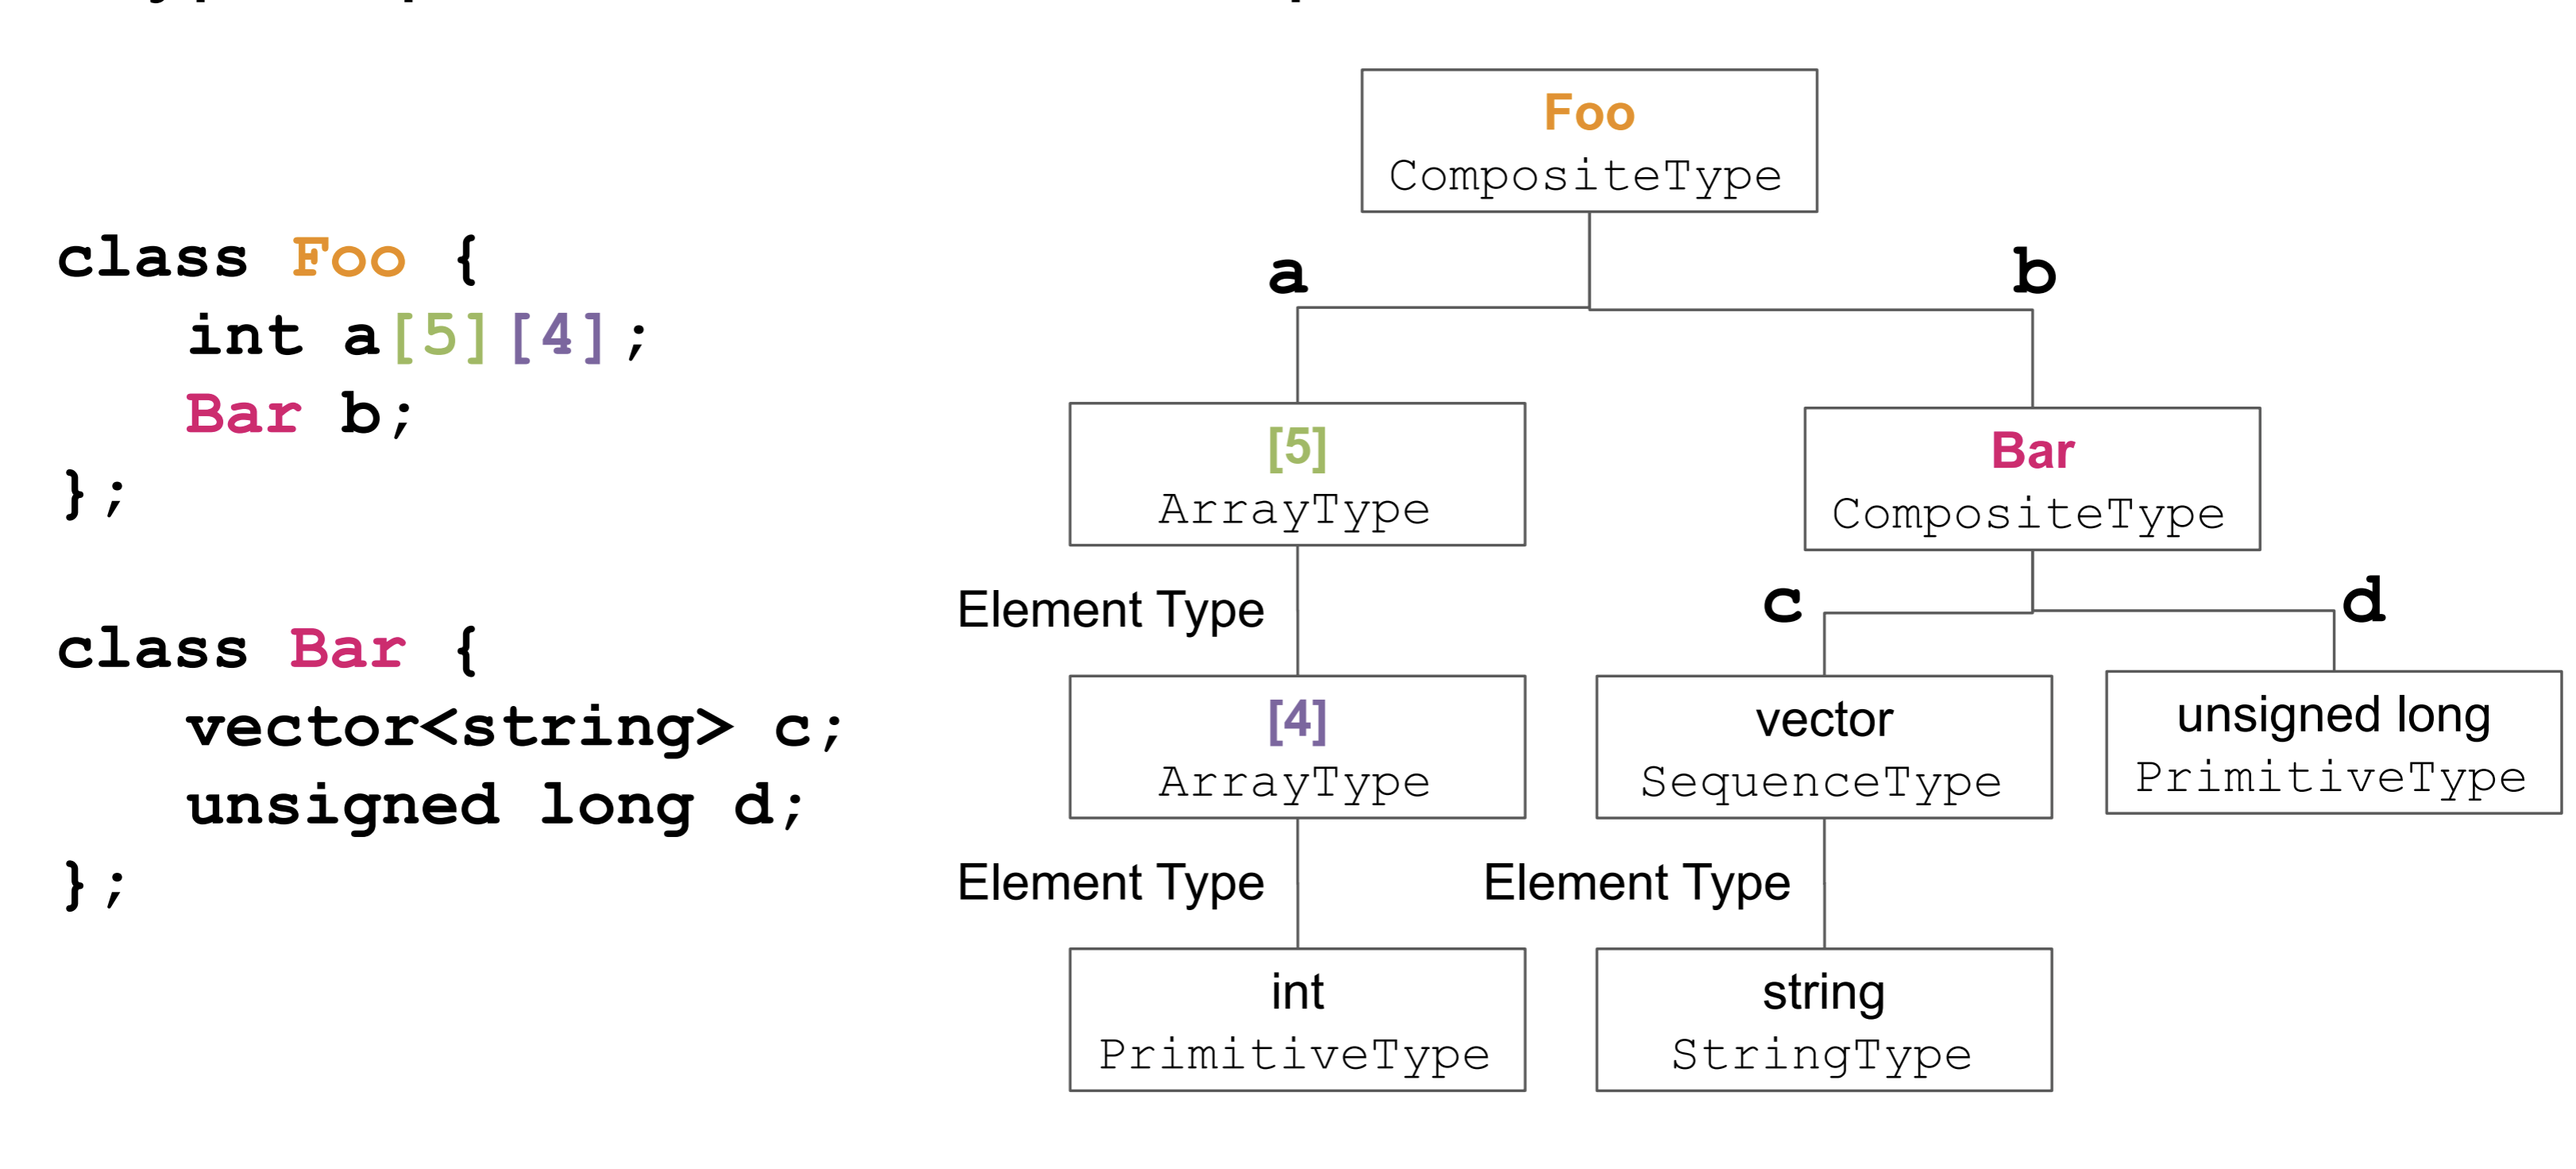 class Foo {
int a[5][4];
Bar b;
};
class Bar {
vector<string> c;
unsigned long d;
};
Foo
CompositeType
a
b
[5]
ArrayType
Bar
CompositeType
Element Type
c
d
[4]
ArrayType
vector
SequenceType
unsigned long
PrimitiveType
Element Type
Element Type
int
PrimitiveType
string
StringType